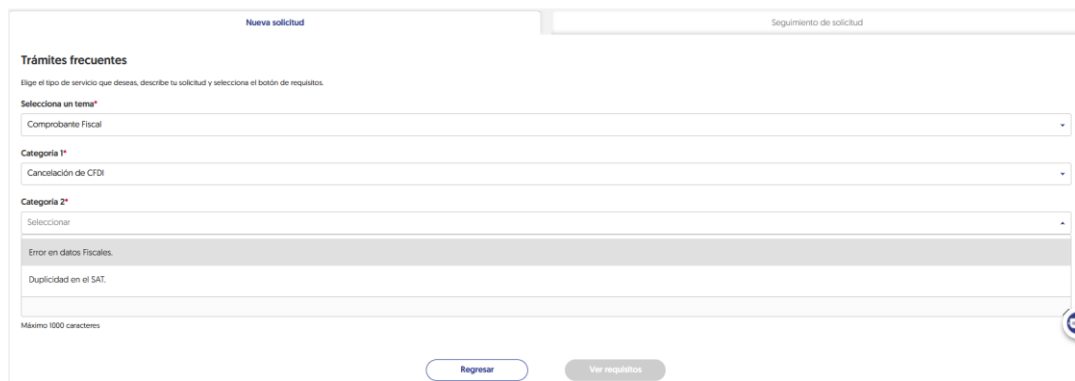 Nueva solicitud
Seguimiento de solicitud
Trámites frecuentes
Elige el tipo de servicio que deseas, describe tu solicitud y selecciona el botón de requisitos.
Selecciona un tema*
Comprobante Fiscal
Categoría 1*
Cancelación de CFDI
Categoría 2*
Seleccionar
Error en datos Fiscales.
Duplicidad en el SAT.
Máximo 1000 caracteres
Regresar
Ver requisitos